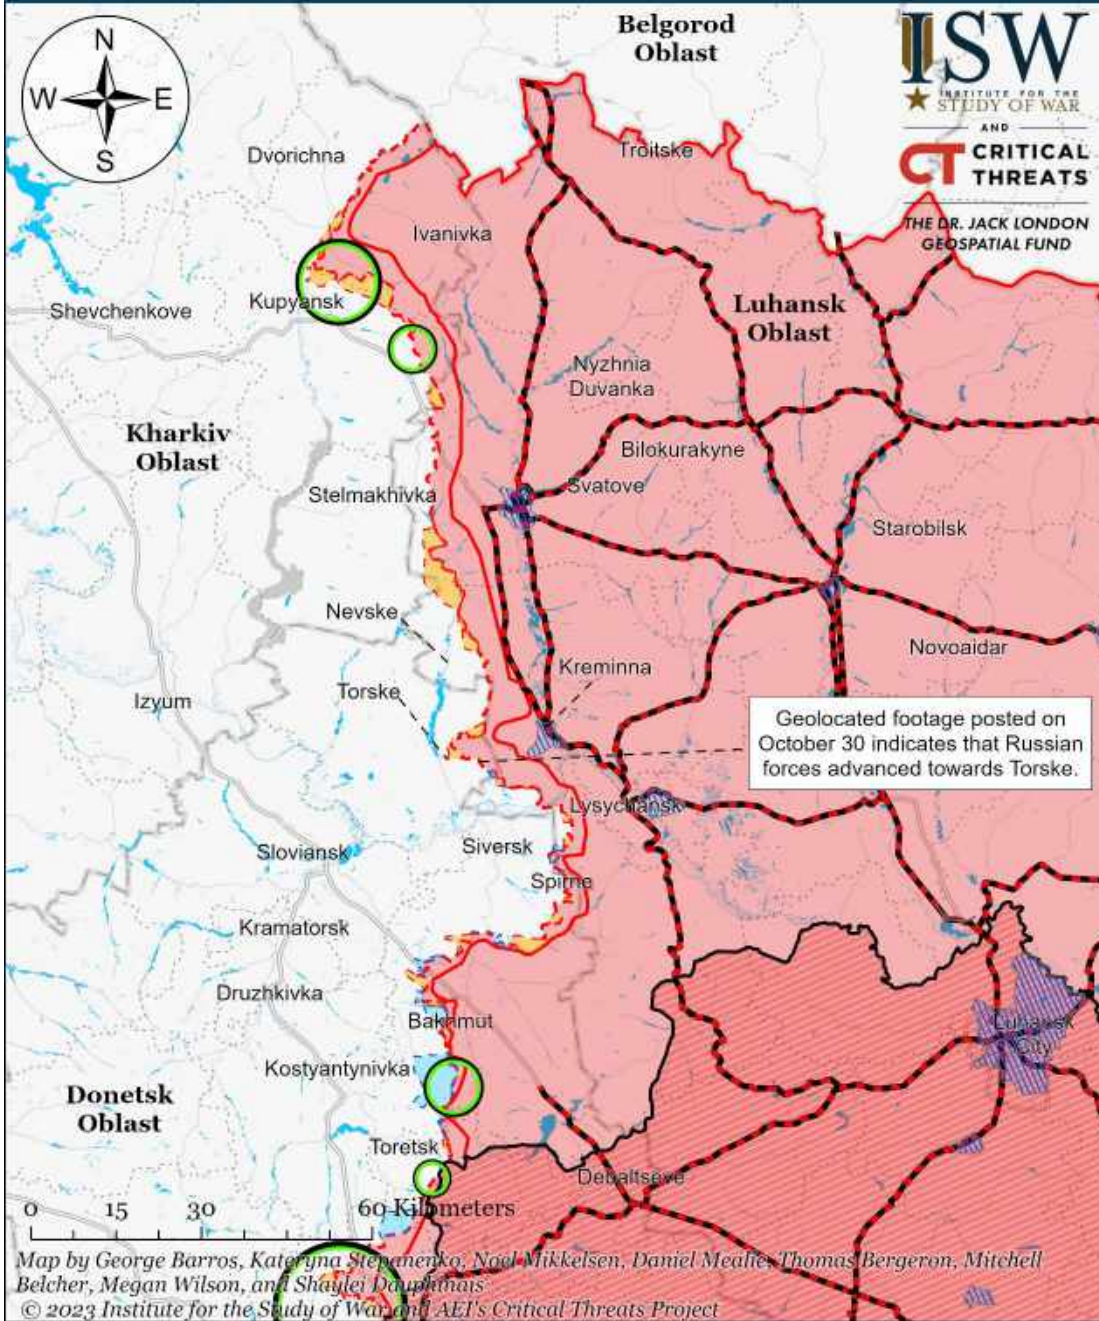 N
W
E
S
Belgorod
Oblast
ISW
INSTITUTE FOR THE
STUDY OF WAR
AND
CT CRITICAL
THREATS
THE DR. JACK LONDON
GEOSPATIAL FUND
Dvorichna
Troitske
Ivanivka
Kupyansk
Shevchenkove
Luhansk
Oblast
Nyzhnia
Duvanka
Kharkiv
Oblast
Bilokurakyne
Stelmakhivka
Svatove
Starobilsk
Nevske
Novoaidar
Kreminna
Torske
Izyum
Geolocated footage posted on
October 30 indicates that Russian
forces advanced towards Torske.
Lysychansk
Siversk
Sloviansk
Spirne
Kramatorsk
Druzhkivka
Bakhmut
Luhansk
City
Kostyantynivka
Donetsk
Oblast
Toretsk
Debaltseve
0 15 30 60 Kilometers
Map by George Barros, Kateryna Stepanenko, Noel Mikkelsen, Daniel Mealie, Thomas Bergeron, Mitchell
Belcher, Megan Wilson, and Shaylei Dauphinais
© 2023 Institute for the Study of War and AEI's Critical Threats Project